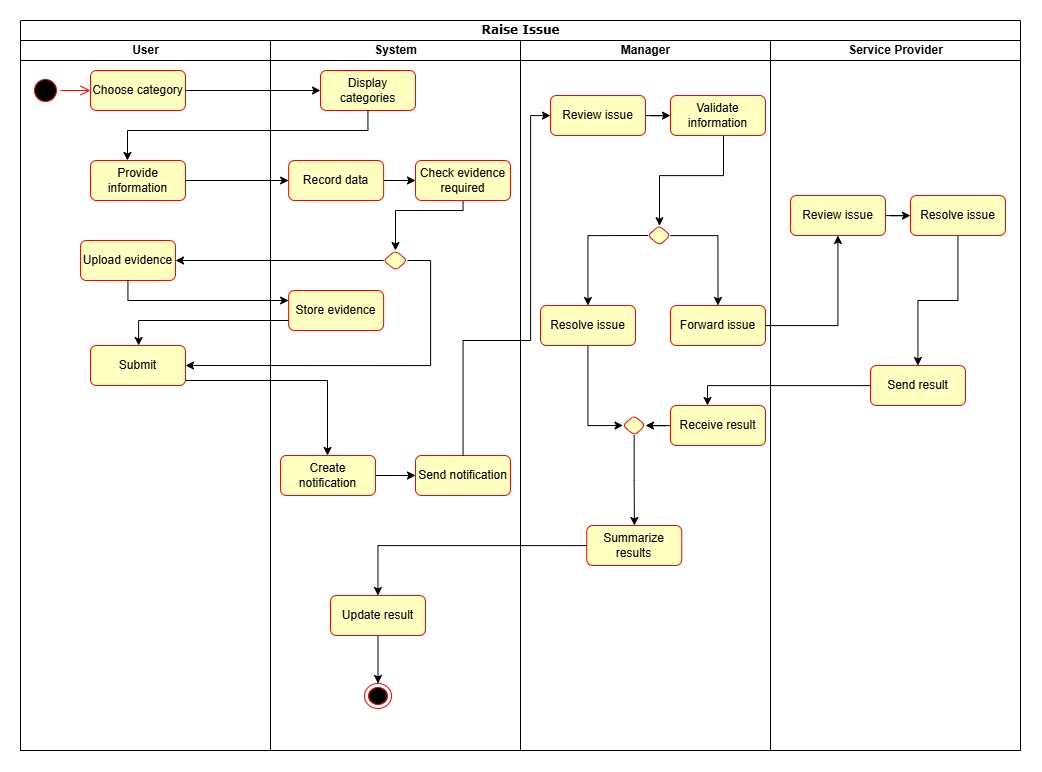 Raise Issue
User
System
Manager
Service Provider
Choose category
Display
categories
Review issue
Validate
information
Provide
information
Record data
Check evidence
required
Review issue
Resolve issue
Upload evidence
Store evidence
Resolve issue
Forward issue
Submit
Send result
Receive result
Create
notification
Send notification
Summarize
results
Update result